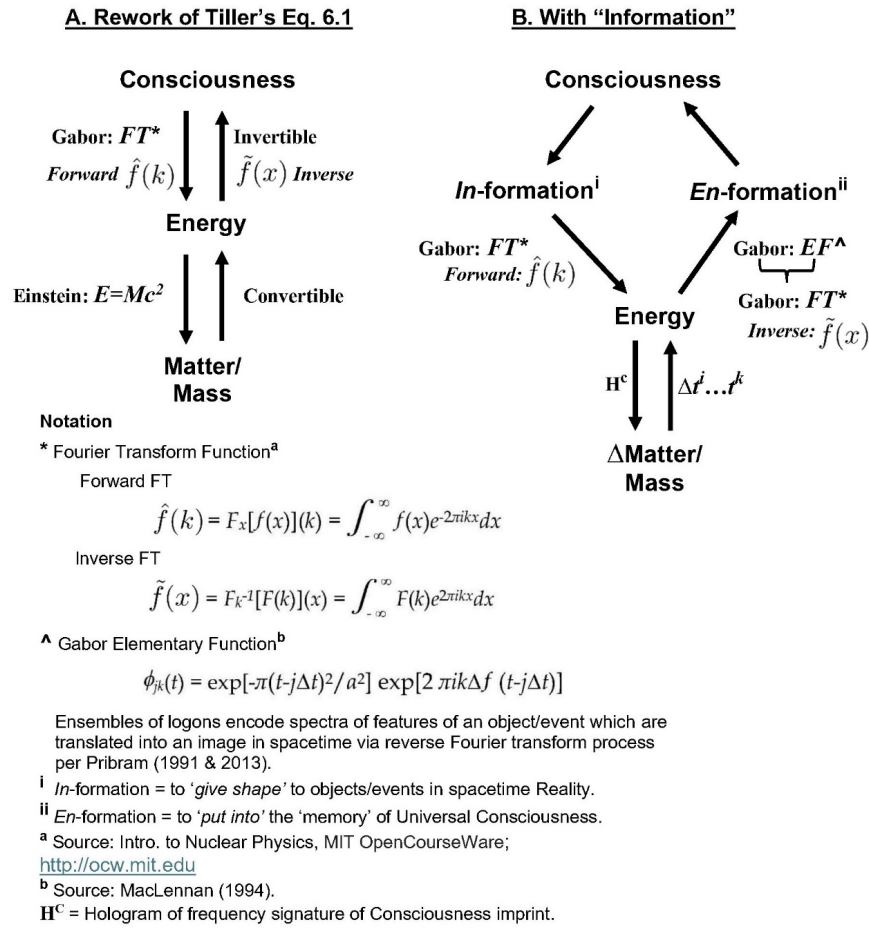 A. Rework of Tiller's Eq. 6.1
Consciousness
Gabor: FT*
Forward f̂(k)
Invertible
f̃(x) Inverse
Energy
Einstein: E=Mc²
Convertible
Matter/
Mass
B. With "Information"
Consciousness
In-formationⁱ
En-formationⁱⁱ
Gabor: FT*
Forward: f̂(k)
Gabor: EF^
Gabor: FT*
Inverse: f̃(x)
Energy
Hᶜ
Δtⁱ…tᵏ
ΔMatter/
Mass
Notation
* Fourier Transform Functionᵃ
Forward FT
f̂(k) = Fₓ[f(x)](k) = ∫_-∞^∞ f(x)e^-2πikx dx
Inverse FT
f̃(x) = F_k⁻¹[F(k)](x) = ∫_-∞^∞ F(k)e^2πikx dx
^ Gabor Elementary Functionᵇ
ϕ_jk(t) = exp[-π(t-jΔt)²/a²] exp[2 πikΔf (t-jΔt)]
Ensembles of logons encode spectra of features of an object/event which are
translated into an image in spacetime via reverse Fourier transform process
per Pribram (1991 & 2013).
ⁱ In-formation = to 'give shape' to objects/events in spacetime Reality.
ⁱⁱ En-formation = to 'put into' the 'memory' of Universal Consciousness.
ᵃ Source: Intro. to Nuclear Physics, MIT OpenCourseWare;
http://ocw.mit.edu
ᵇ Source: MacLennan (1994).
Hᶜ = Hologram of frequency signature of Consciousness imprint.